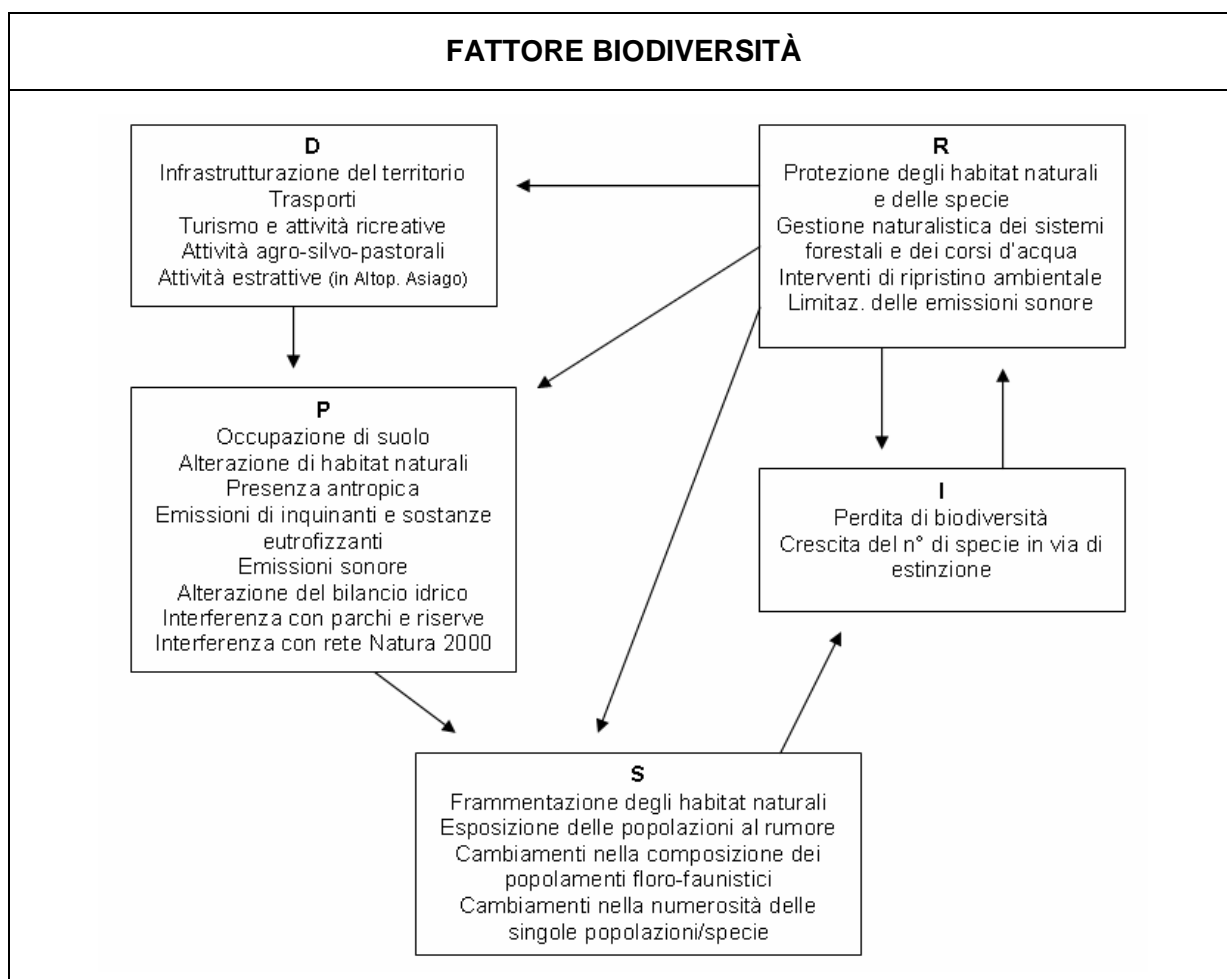 FATTORE BIODIVERSITÀ
D
Infrastrutturazione del territorio
Trasporti
Turismo e attività ricreative
Attività agro-silvo-pastorali
Attività estrattive (in Altop. Asiago)
R
Protezione degli habitat naturali
e delle specie
Gestione naturalistica dei sistemi
forestali e dei corsi d'acqua
Interventi di ripristino ambientale
Limitaz. delle emissioni sonore
P
Occupazione di suolo
Alterazione di habitat naturali
Presenza antropica
Emissioni di inquinanti e sostanze
eutrofizzanti
Emissioni sonore
Alterazione del bilancio idrico
Interferenza con parchi e riserve
Interferenza con rete Natura 2000
I
Perdita di biodiversità
Crescita del n° di specie in via di
estinzione
S
Frammentazione degli habitat naturali
Esposizione delle popolazioni al rumore
Cambiamenti nella composizione dei
popolamenti floro-faunistici
Cambiamenti nella numerosità delle
singole popolazioni/specie